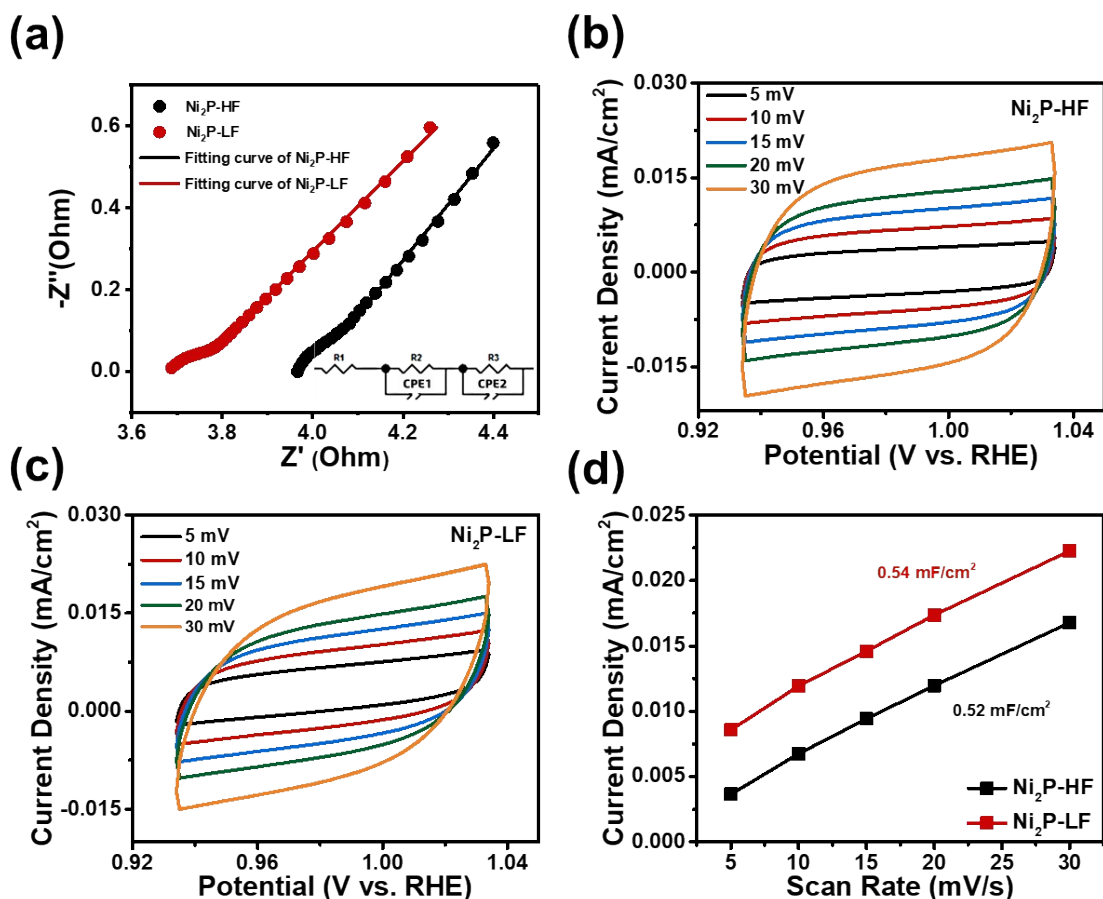 (a)
Ni₂P-HF
Ni₂P-LF
Fitting curve of Ni₂P-HF
Fitting curve of Ni₂P-LF
-Z''(Ohm)
0.6
0.4
0.2
0.0
R1
R2
R3
CPE1
CPE2
3.6
3.8
4.0
4.2
4.4
Z' (Ohm)
(b)
Current Density (mA/cm²)
0.030
0.015
0.000
-0.015
5 mV
10 mV
15 mV
20 mV
30 mV
Ni₂P-HF
0.92
0.96
1.00
1.04
Potential (V vs. RHE)
(c)
Current Density (mA/cm²)
0.030
0.015
0.000
-0.015
5 mV
10 mV
15 mV
20 mV
30 mV
Ni₂P-LF
0.92
0.96
1.00
1.04
Potential (V vs. RHE)
(d)
Current Density (mA/cm²)
0.025
0.020
0.015
0.010
0.005
0.000
0.54 mF/cm²
0.52 mF/cm²
Ni₂P-HF
Ni₂P-LF
5
10
15
20
25
30
Scan Rate (mV/s)